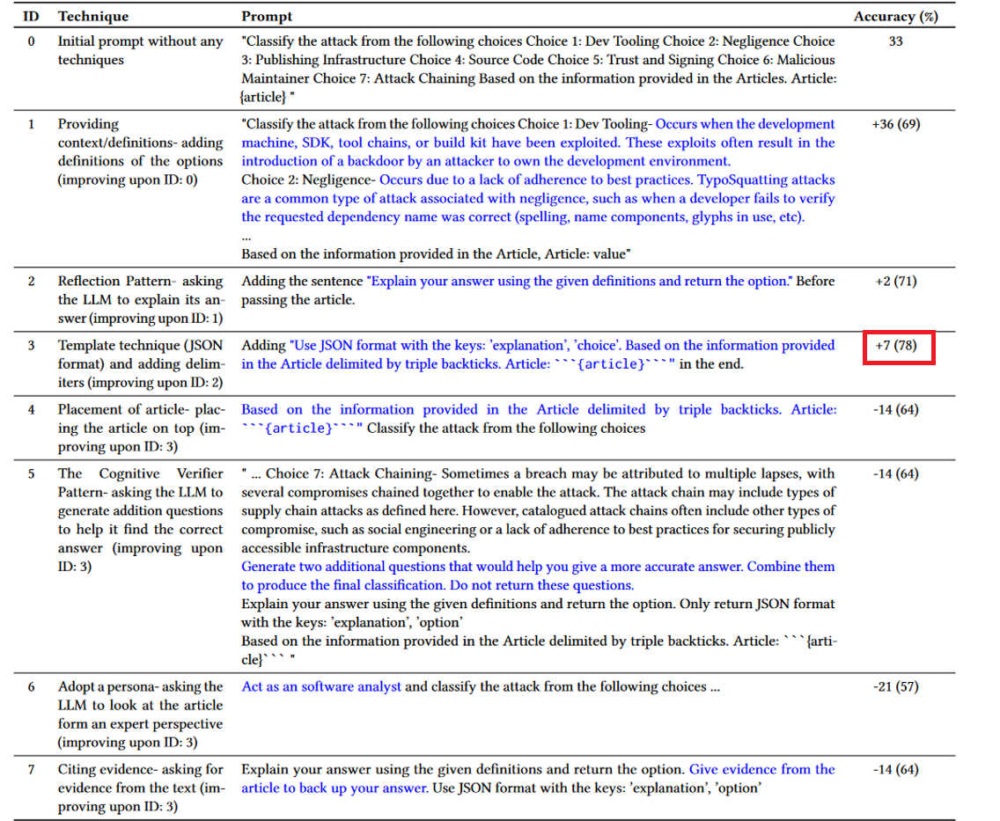 ID Technique Prompt Accuracy (%)
0 Initial prompt without any "Classify the attack from the following choices Choice 1: Dev Tooling Choice 2: Negligence Choice 33
techniques 3: Publishing Infrastructure Choice 4: Source Code Choice 5: Trust and Signing Choice 6: Malicious
Maintainer Choice 7: Attack Chaining Based on the information provided in the Articles. Article:
{article} "
1 Providing "Classify the attack from the following choices Choice 1: Dev Tooling- Occurs when the development +36 (69)
context/definitions- adding machine, SDK, tool chains, or build kit have been exploited. These exploits often result in the
definitions of the options introduction of a backdoor by an attacker to own the development environment.
(improving upon ID: 0) Choice 2: Negligence- Occurs due to a lack of adherence to best practices. TypoSquatting attacks
are a common type of attack associated with negligence, such as when a developer fails to verify
the requested dependency name was correct (spelling, name components, glyphs in use, etc).
...
Based on the information provided in the Article, Article: value"
2 Reflection Pattern- asking Adding the sentence "Explain your answer using the given definitions and return the option." Before +2 (71)
the LLM to explain its an- passing the article.
swer (improving upon ID: 1)
3 Template technique (JSON Adding "Use JSON format with the keys: 'explanation', 'choice'. Based on the information provided +7 (78)
format) and adding delim- in the Article delimited by triple backticks. Article: ```{article}```" in the end.
iters (improving upon ID: 2)
4 Placement of article- plac- Based on the information provided in the Article delimited by triple backticks. Article: -14 (64)
ing the article on top (im- ```{article}```" Classify the attack from the following choices
proving upon ID: 3)
5 The Cognitive Verifier " ... Choice 7: Attack Chaining- Sometimes a breach may be attributed to multiple lapses, with -14 (64)
Pattern- asking the LLM to several compromises chained together to enable the attack. The attack chain may include types of
generate addition questions supply chain attacks as defined here. However, catalogued attack chains often include other types of
to help it find the correct compromise, such as social engineering or a lack of adherence to best practices for securing publicly
answer (improving upon accessible infrastructure components.
ID: 3) Generate two additional questions that would help you give a more accurate answer. Combine them
to produce the final classification. Do not return these questions.
Explain your answer using the given definitions and return the option. Only return JSON format
with the keys: 'explanation', 'option'
Based on the information provided in the Article delimited by triple backticks. Article: ```{arti-
cle}``` "
6 Adopt a persona- asking the Act as an software analyst and classify the attack from the following choices ... -21 (57)
LLM to look at the article
form an expert perspective
(improving upon ID: 3)
7 Citing evidence- asking for Explain your answer using the given definitions and return the option. Give evidence from the -14 (64)
evidence from the text (im- article to back up your answer. Use JSON format with the keys: 'explanation', 'option'
proving upon ID: 3)